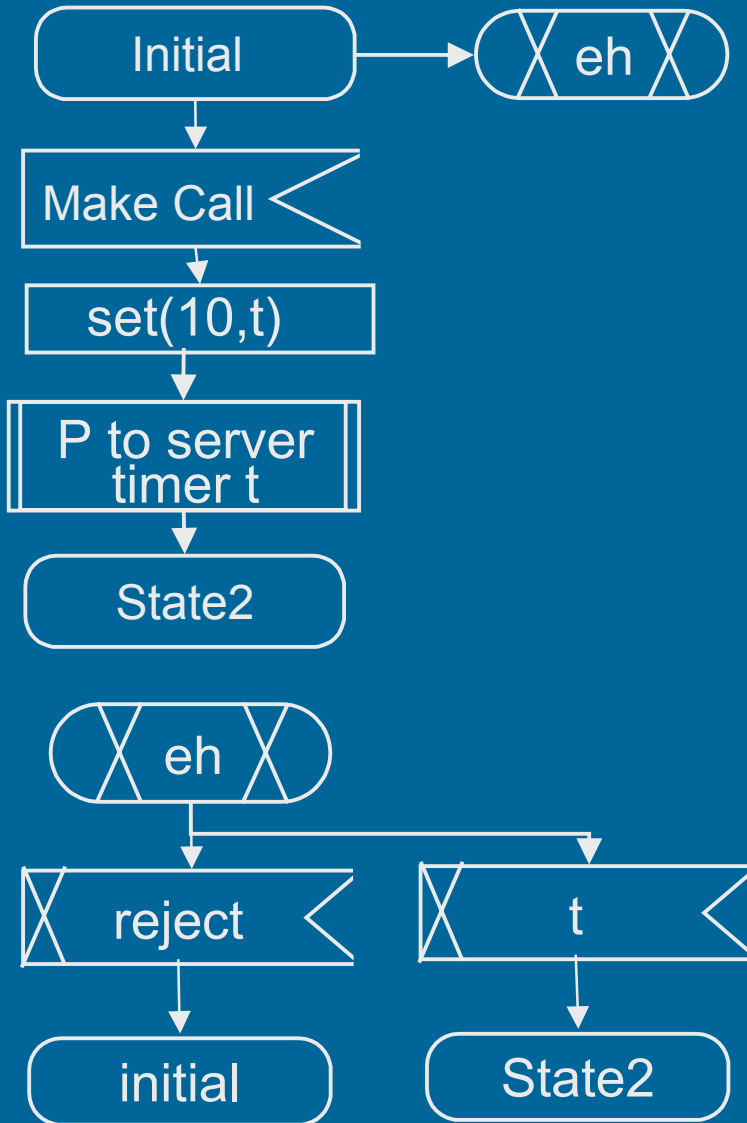 Initial
eh
Make Call
set(10,t)
P to server
timer t
State2
eh
reject
t
initial
State2